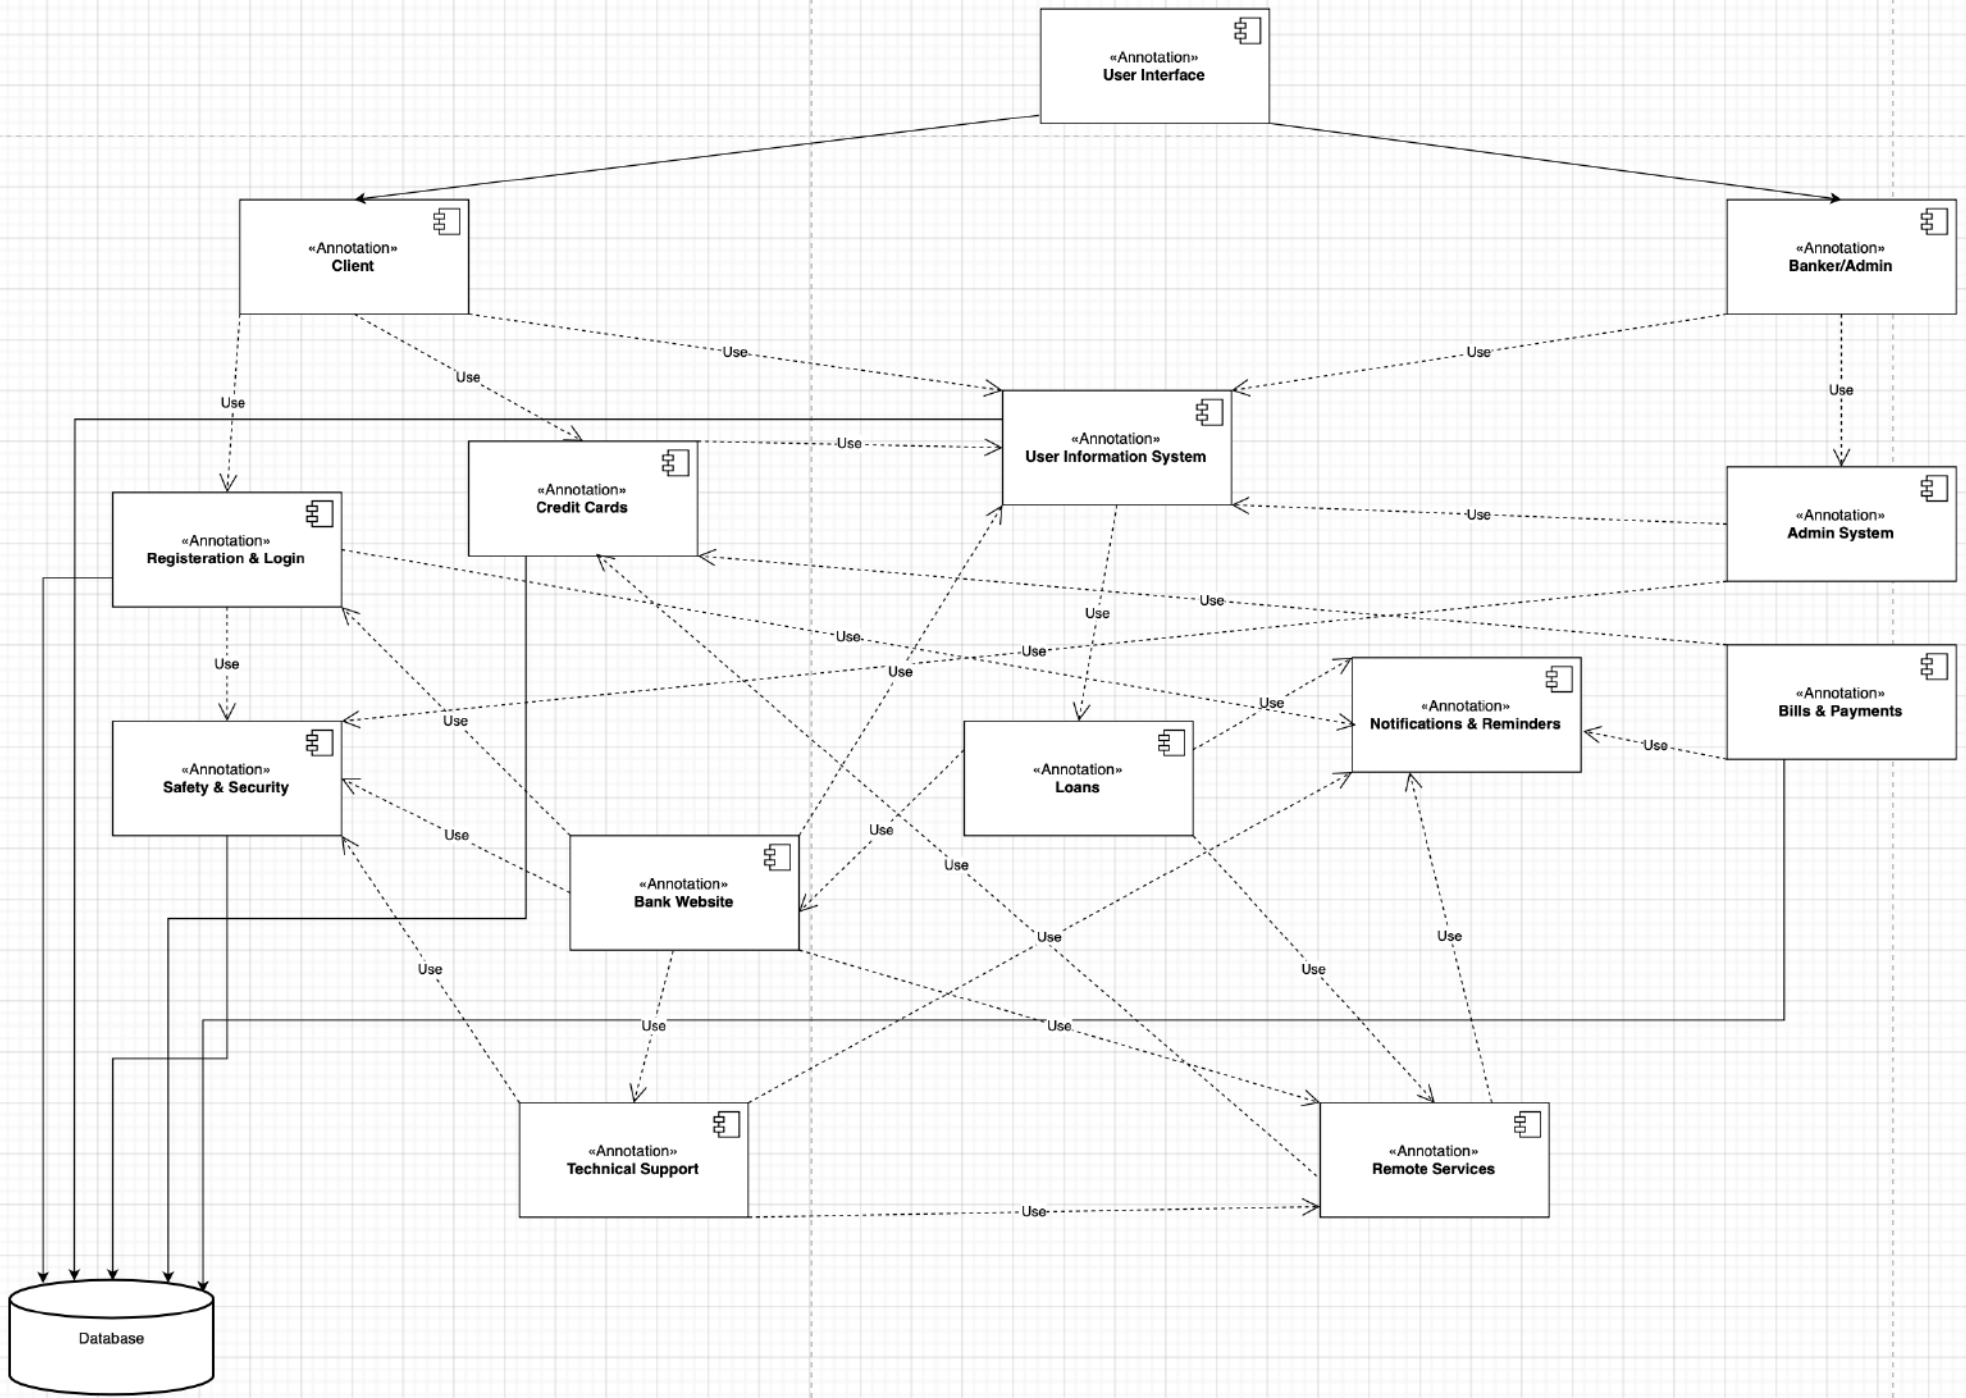 «Annotation»
User Interface
«Annotation»
Client
«Annotation»
Banker/Admin
Use
Use
Use
Use
Use
«Annotation»
User Information System
Use
«Annotation»
Credit Cards
Use
«Annotation»
Admin System
«Annotation»
Registeration & Login
Use
Use
Use
Use
Use
Use
Use
«Annotation»
Bills & Payments
«Annotation»
Notifications & Reminders
Use
Use
Use
«Annotation»
Safety & Security
«Annotation»
Loans
Use
Use
Use
«Annotation»
Bank Website
Use
Use
Use
Use
Use
Use
«Annotation»
Technical Support
«Annotation»
Remote Services
Use
Database